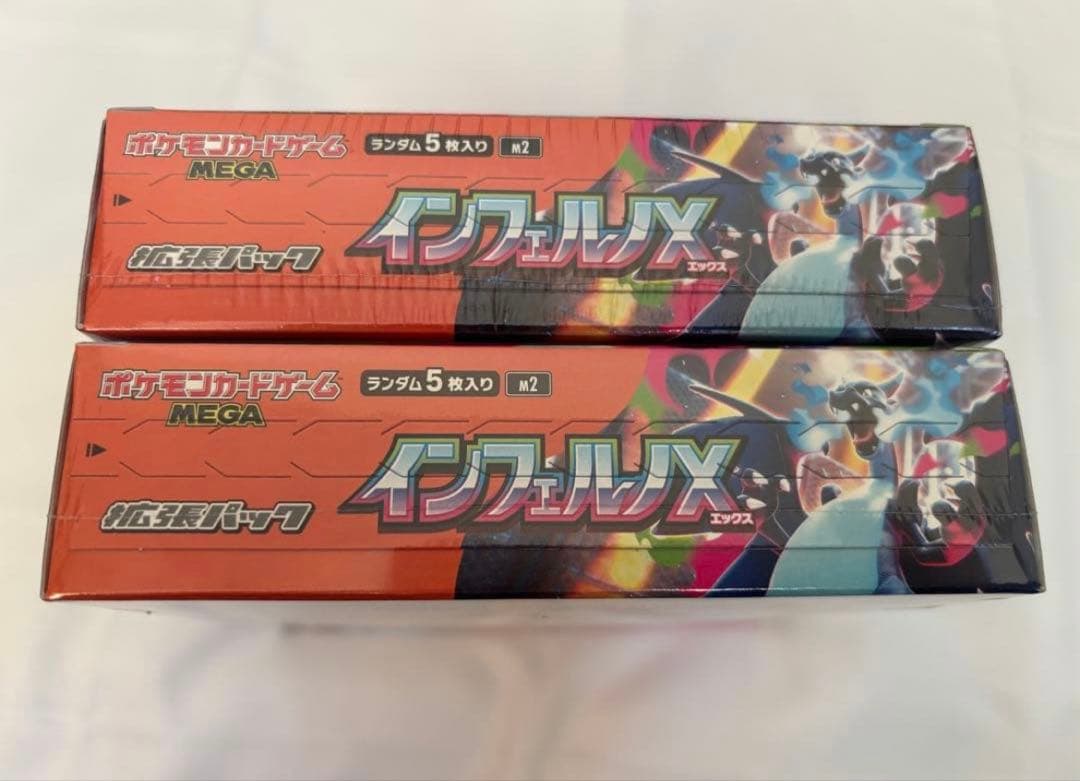 ポケモンカードゲーム
MEGA
ランダム5枚入り M2
インフェルノX
エックス
拡張パック
ポケモンカードゲーム
MEGA
ランダム5枚入り M2
インフェルノX
エックス
拡張パック